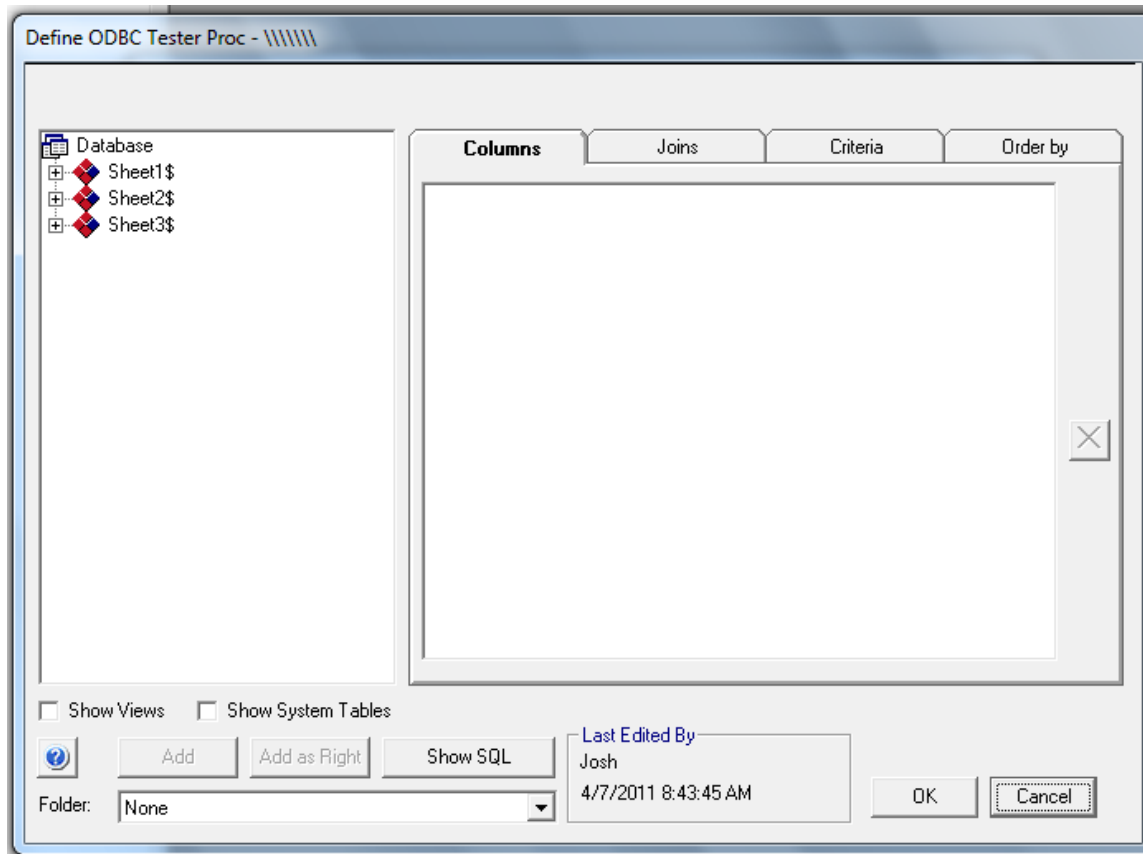 Define ODBC Tester Proc - \\\\\\\
Database
Sheet1$
Sheet2$
Sheet3$
Columns Joins Criteria Order by
Show Views Show System Tables
Add Add as Right Show SQL
Last Edited By
Josh
4/7/2011 8:43:45 AM
Folder: None
OK Cancel